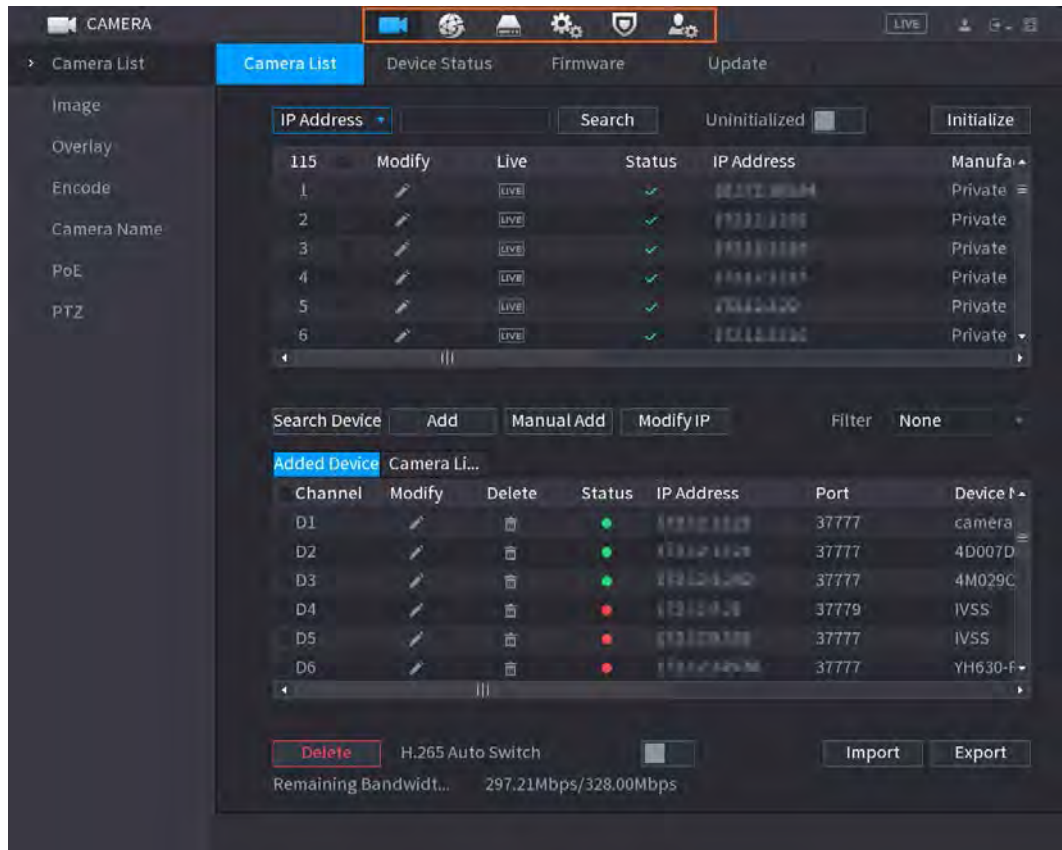 CAMERA LIVE
Camera List Camera List Device Status Firmware Update
Image
IP Address Search Uninitialized Initialize
Overlay
115 Modify Live Status IP Address Manufa
Encode
1 LIVE Private
2 LIVE Private
Camera Name
3 LIVE Private
PoE
4 LIVE Private
PTZ
5 LIVE Private
6 LIVE Private
Search Device Add Manual Add Modify IP Filter None
Added Device Camera Li...
Channel Modify Delete Status IP Address Port Device N
D1 37777 camera
D2 37777 4D007D
D3 37777 4M029C
D4 37779 IVSS
D5 37777 IVSS
D6 37777 YH630-F
Delete H.265 Auto Switch Import Export
Remaining Bandwidt... 297.21Mbps/328.00Mbps